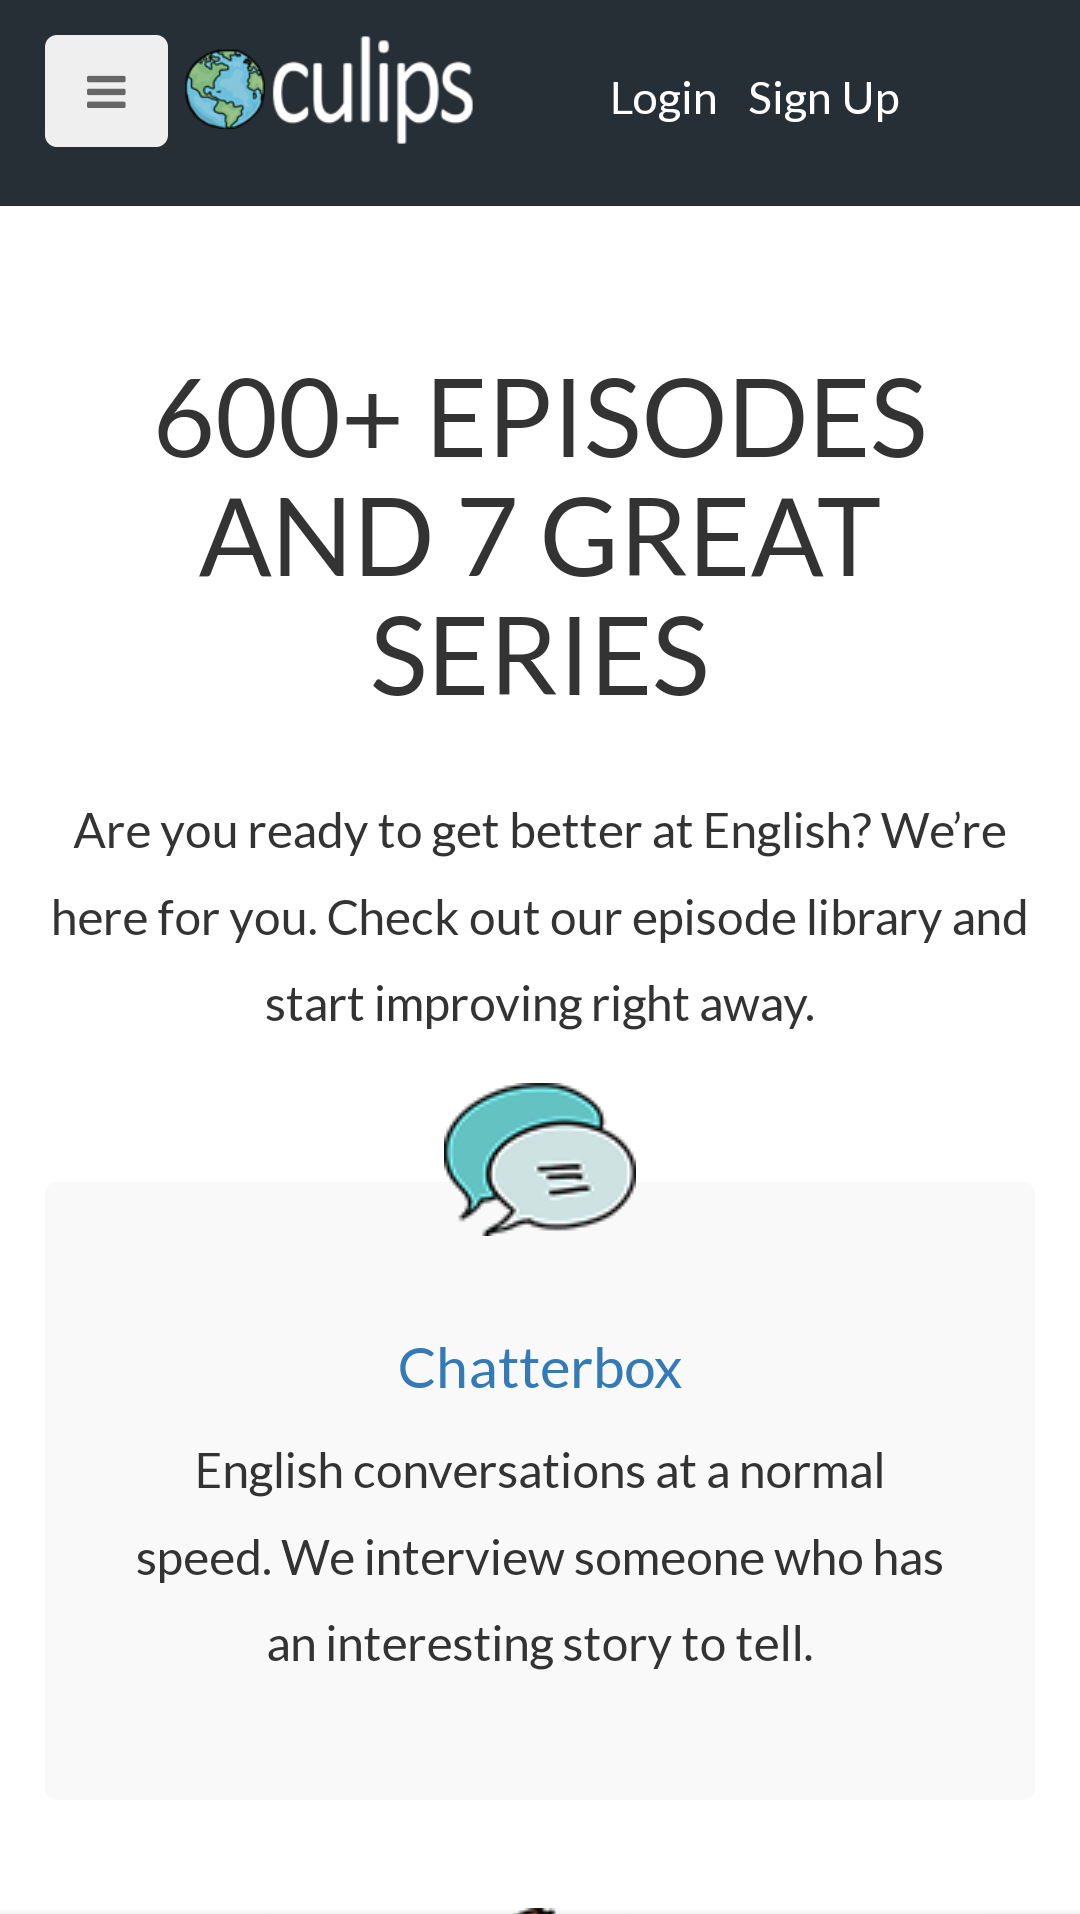 culips
Login Sign Up
600+ EPISODES
AND 7 GREAT
SERIES
Are you ready to get better at English? We’re
here for you. Check out our episode library and
start improving right away.
Chatterbox
English conversations at a normal
speed. We interview someone who has
an interesting story to tell.